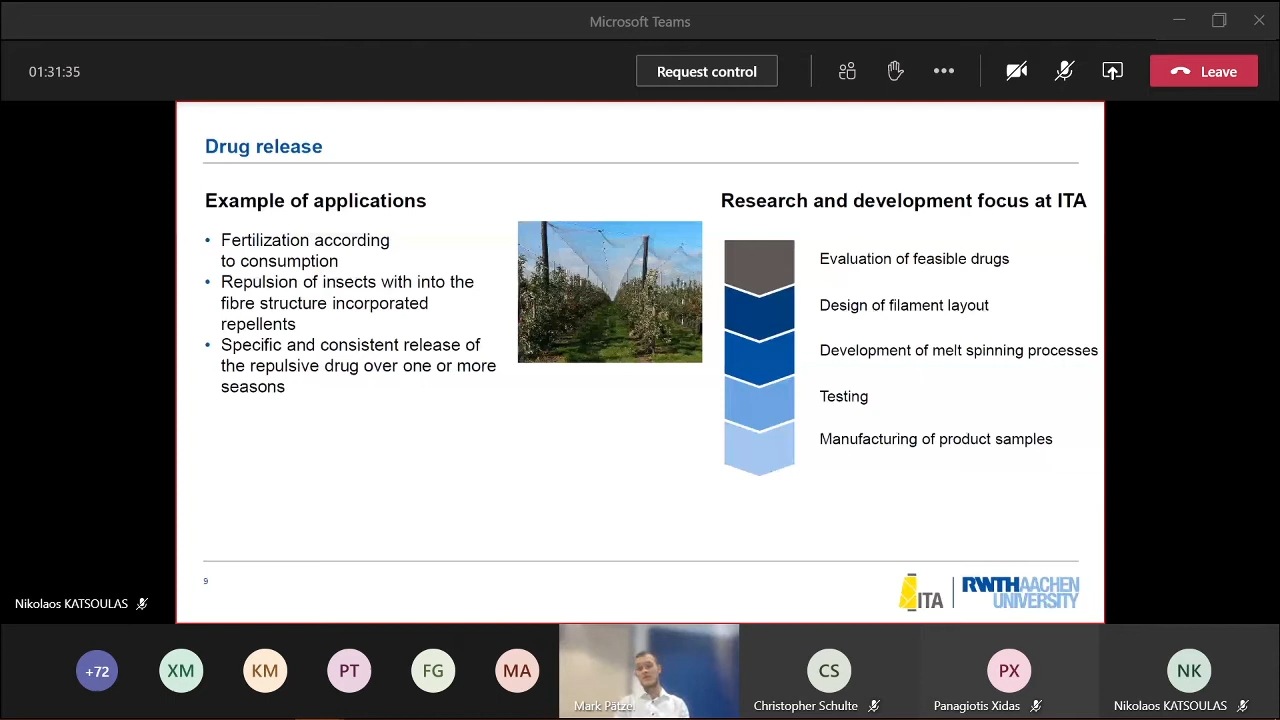 Microsoft Teams
01:31:35
Request control
Leave
Drug release
Example of applications
• Fertilization according
to consumption
• Repulsion of insects with into the
fibre structure incorporated
repellents
• Specific and consistent release of
the repulsive drug over one or more
seasons
Research and development focus at ITA
Evaluation of feasible drugs
Design of filament layout
Development of melt spinning processes
Testing
Manufacturing of product samples
9
ITA
RWTHAACHEN
UNIVERSITY
Nikolaos KATSOULAS
+72
XM
KM
PT
FG
MA
Mark Pätzel
CS
Christopher Schulte
PX
Panagiotis Xidas
NK
Nikolaos KATSOULAS